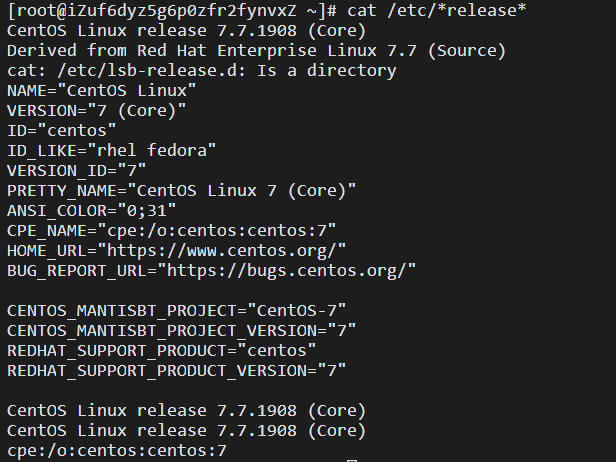 [root@iZuf6dyz5g6p0zfr2fynvxZ ~]# cat /etc/*release*
CentOS Linux release 7.7.1908 (Core)
Derived from Red Hat Enterprise Linux 7.7 (Source)
cat: /etc/lsb-release.d: Is a directory
NAME="CentOS Linux"
VERSION="7 (Core)"
ID="centos"
ID_LIKE="rhel fedora"
VERSION_ID="7"
PRETTY_NAME="CentOS Linux 7 (Core)"
ANSI_COLOR="0;31"
CPE_NAME="cpe:/o:centos:centos:7"
HOME_URL="https://www.centos.org/"
BUG_REPORT_URL="https://bugs.centos.org/"

CENTOS_MANTISBT_PROJECT="CentOS-7"
CENTOS_MANTISBT_PROJECT_VERSION="7"
REDHAT_SUPPORT_PRODUCT="centos"
REDHAT_SUPPORT_PRODUCT_VERSION="7"

CentOS Linux release 7.7.1908 (Core)
CentOS Linux release 7.7.1908 (Core)
cpe:/o:centos:centos:7